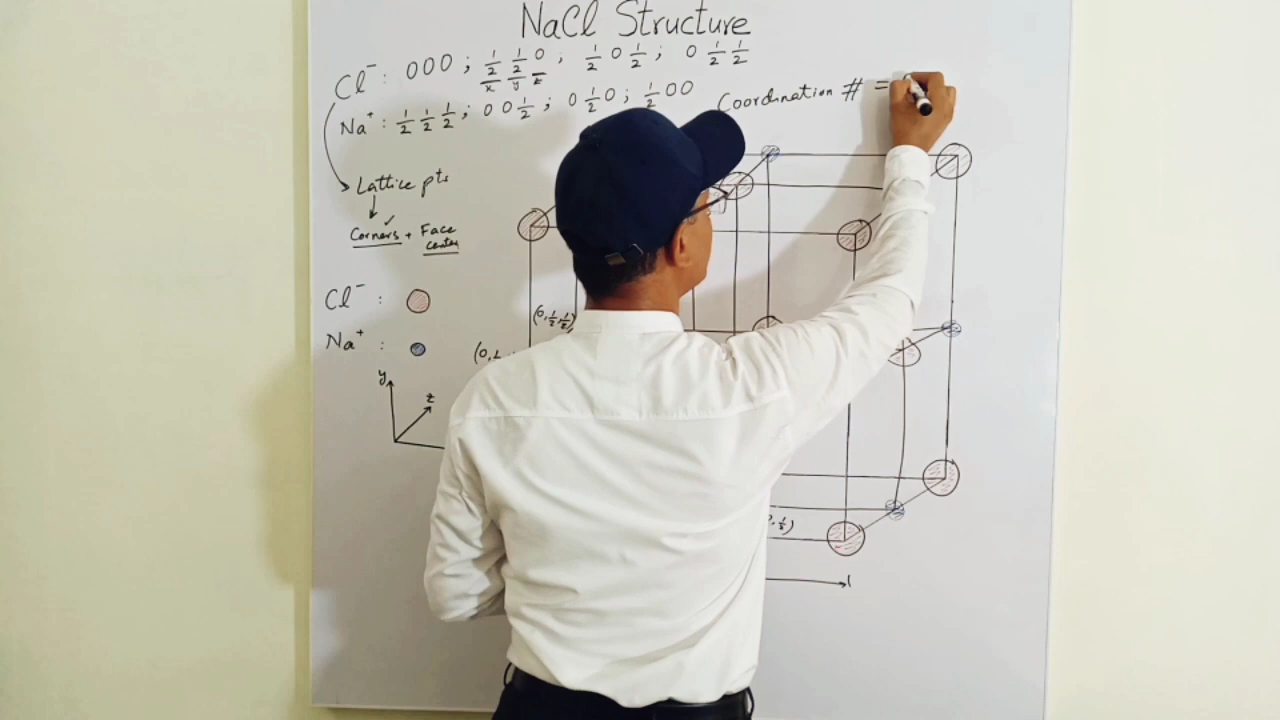 NaCl Structure
Cl⁻ : 000 ; 1/2 1/2 0 ; 1/2 0 1/2 ; 0 1/2 1/2
x y z
Na⁺ : 1/2 1/2 1/2 ; 0 0 1/2 ; 0 1/2 0 ; 1/2 0 0
Coordination # =
Lattice pts
Corners + Face
center
Cl⁻ :
Na⁺ :
(0, 1/2, 1/2)
y
z